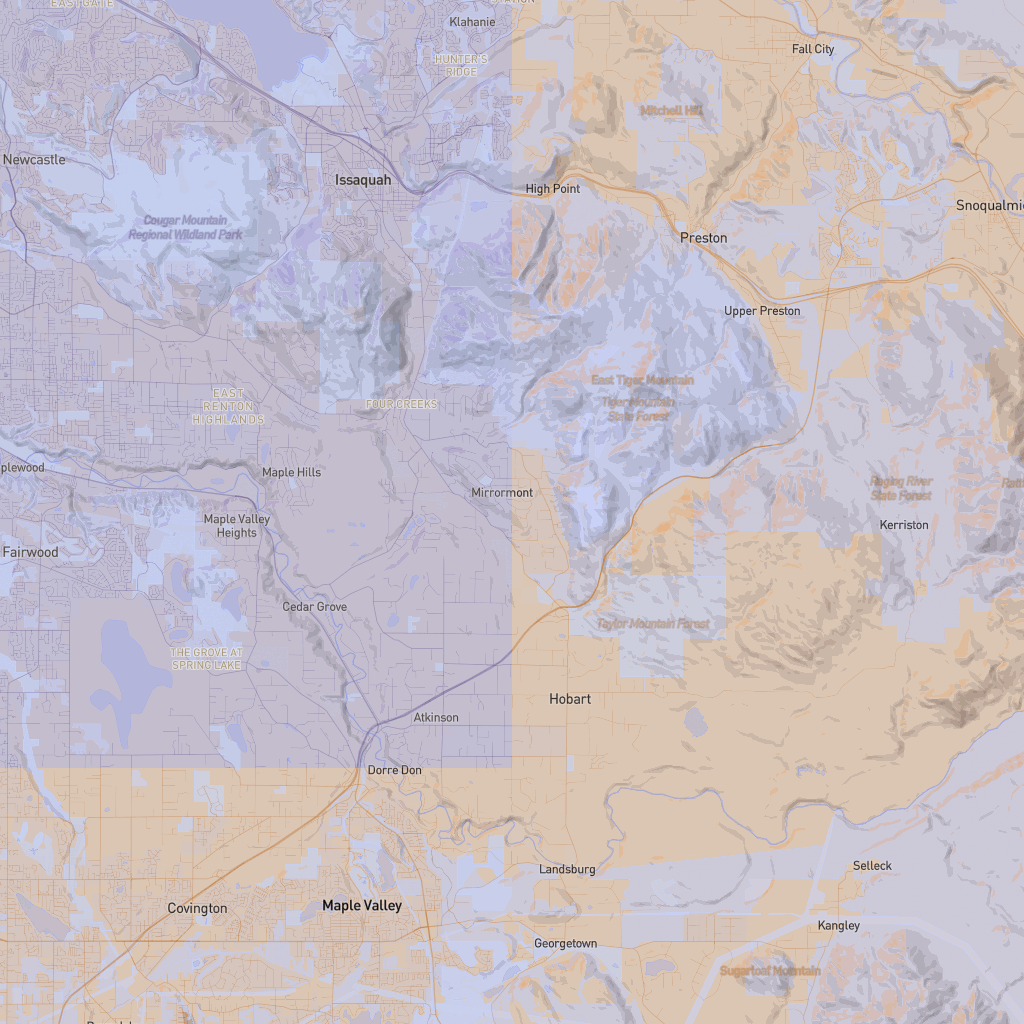 EASTGATE
Klahanie
STATION
Fall City
HUNTER'S
RIDGE
Mitchell Hill
Newcastle
Issaquah
High Point
Snoqualmie
Cougar Mountain
Regional Wildland Park
Preston
Upper Preston
East Tiger Mountain
EAST
RENTON
HIGHLANDS
FOUR CREEKS
Tiger Mountain
State Forest
plewood
Maple Hills
Mirrormont
Raging River
State Forest
Ratt
Maple Valley
Heights
Kerriston
Fairwood
Cedar Grove
Taylor Mountain Forest
THE GROVE AT
SPRING LAKE
Hobart
Atkinson
Dorre Don
Landsburg
Selleck
Covington
Maple Valley
Kangley
Georgetown
Sugarloaf Mountain